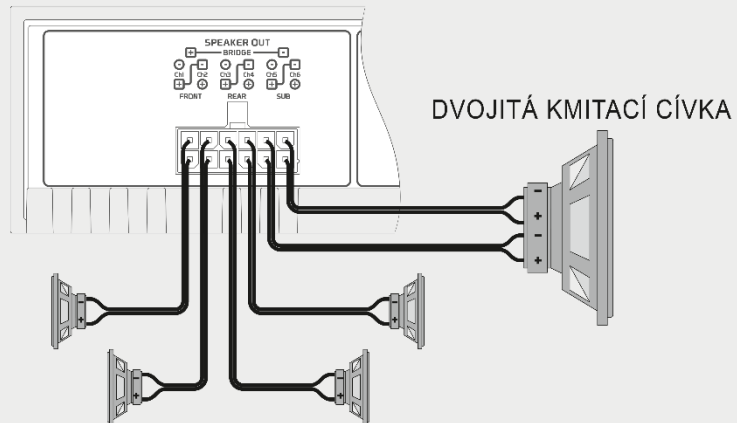 SPEAKER OUT
+ BRIDGE -
- - - - - -
Ch1 Ch2 Ch3 Ch4 Ch5 Ch6
+ + + + + +
FRONT REAR SUB
DVOJITÁ KMITACÍ CÍVKA
-
+
-
+
-
+
-
+
-
+
-
+